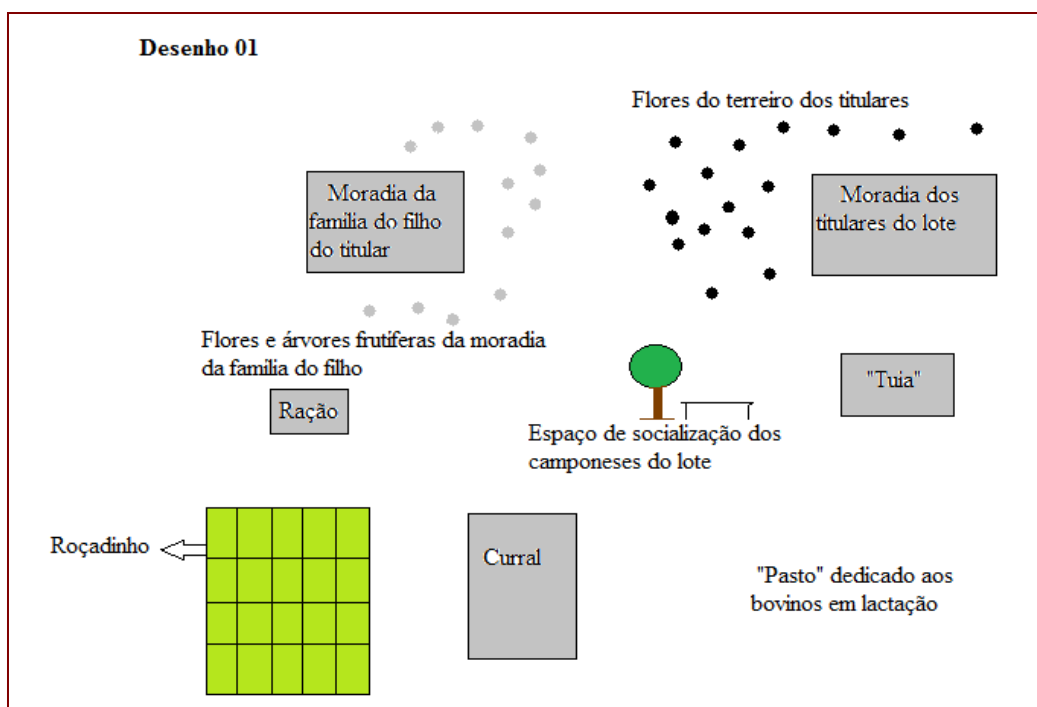 Desenho 01
Flores do terreiro dos titulares
Moradia da
familia do filho
do titular
Moradia dos
titulares do lote
Flores e árvores frutíferas da moradia
da família do filho
Ração
"Tuia"
Espaço de socialização dos
camponeses do lote
Roçadinho
Curral
"Pasto" dedicado aos
bovinos em lactação